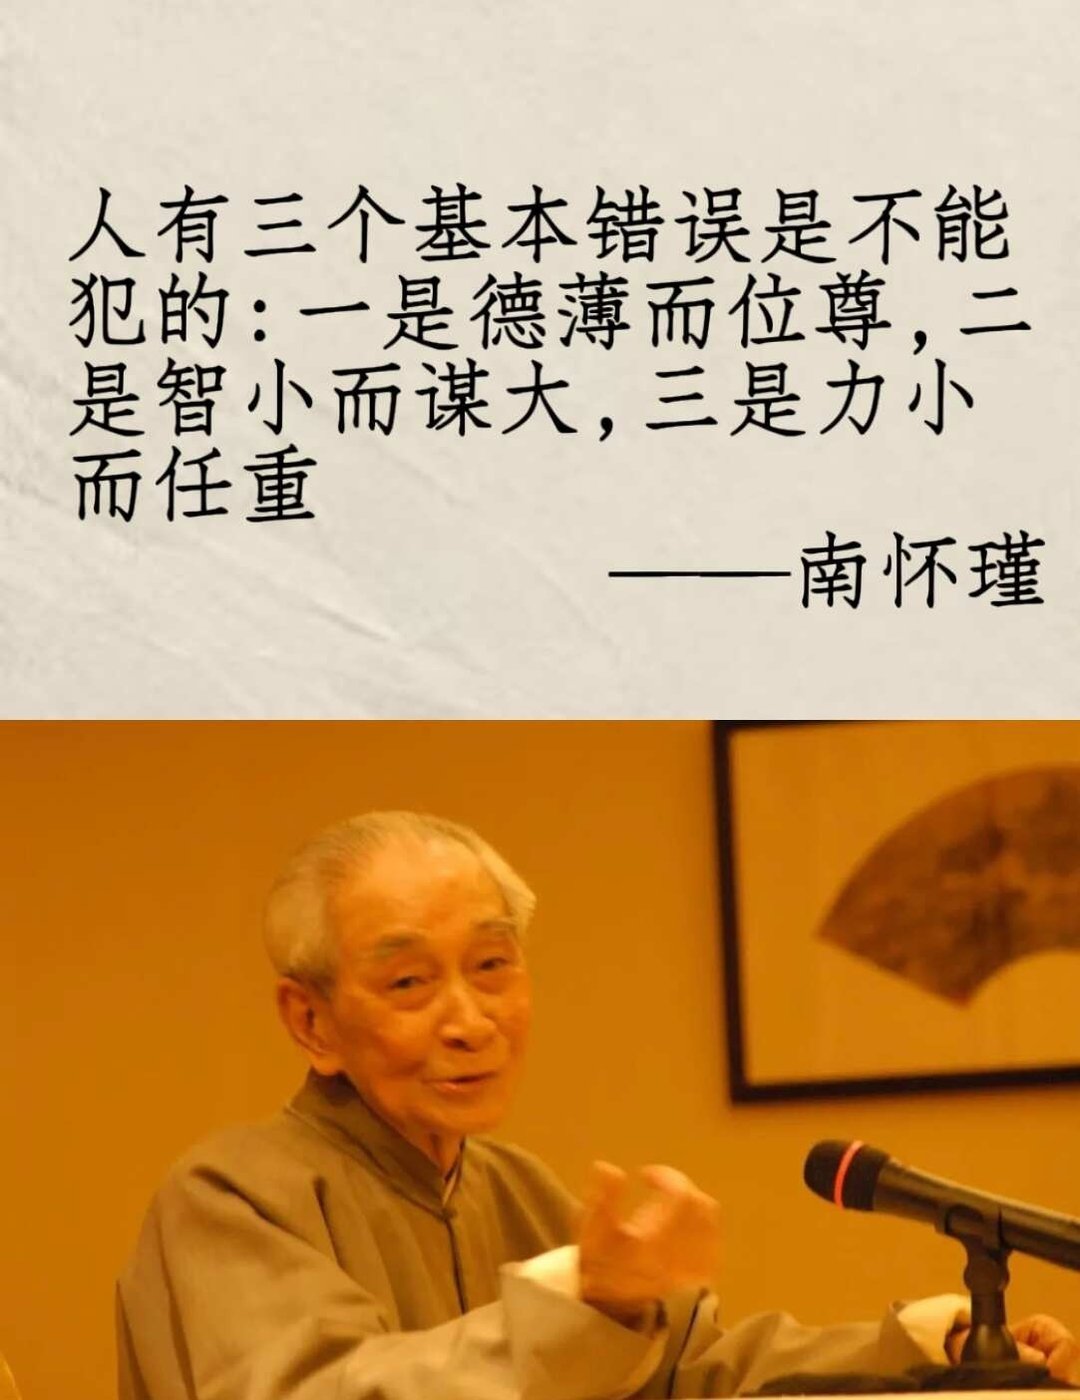 人有三个基本错误是不能
犯的:一是德薄而位尊,二
是智小而谋大,三是力小
而任重
———南怀瑾